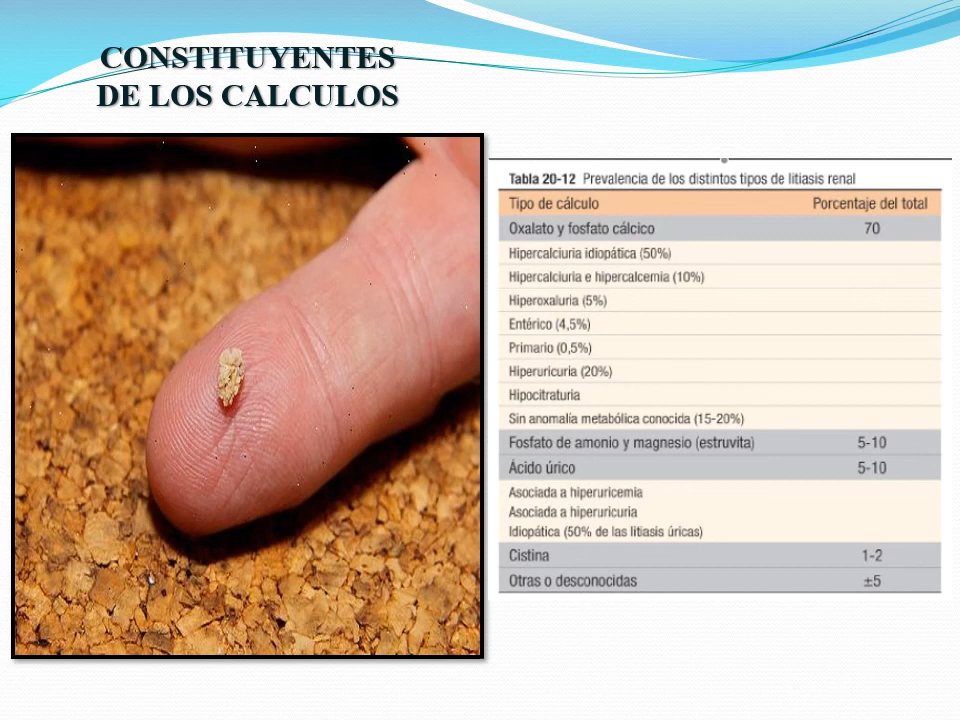 CONSTITUYENTES
DE LOS CALCULOS
Tabla 20-12 Prevalencia de los distintos tipos de litiasis renal
Tipo de cálculo Porcentaje del total
Oxalato y fosfato cálcico 70
Hipercalciuria idiopática (50%)
Hipercalciuria e hipercalcemia (10%)
Hiperoxaluria (5%)
Entérico (4,5%)
Primario (0,5%)
Hiperuricuria (20%)
Hipocitraturia
Sin anomalía metabólica conocida (15-20%)
Fosfato de amonio y magnesio (estruvita) 5-10
Ácido úrico 5-10
Asociada a hiperuricemia
Asociada a hiperuricuria
Idiopática (50% de las litiasis úricas)
Cistina 1-2
Otras o desconocidas ±5